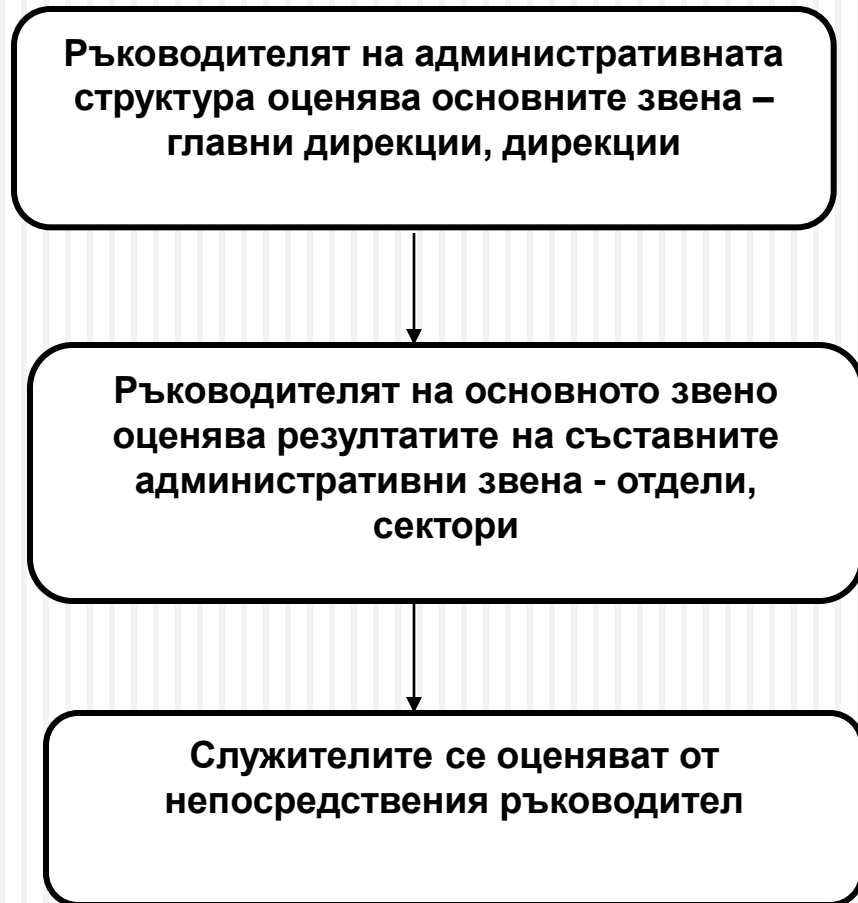 Ръководителят на административната
структура оценява основните звена –
главни дирекции, дирекции
Ръководителят на основното звено
оценява резултатите на съставните
административни звена - отдели,
сектори
Служителите се оценяват от
непосредствения ръководител